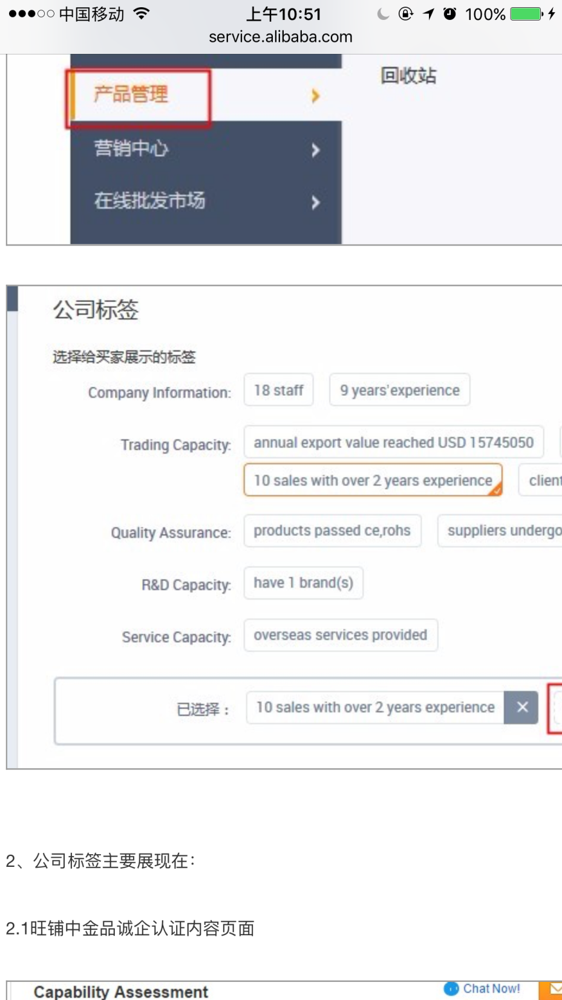 中国移动 上午10:51 100%
service.alibaba.com
产品管理
回收站
营销中心
在线批发市场
公司标签
选择给买家展示的标签
Company Information: 18 staff 9 years'experience
Trading Capacity: annual export value reached USD 15745050
10 sales with over 2 years experience client
Quality Assurance: products passed ce,rohs suppliers undergo
R&D Capacity: have 1 brand(s)
Service Capacity: overseas services provided
已选择： 10 sales with over 2 years experience
2、公司标签主要展现在：
2.1旺铺中金品诚企认证内容页面
Capability Assessment Chat Now!